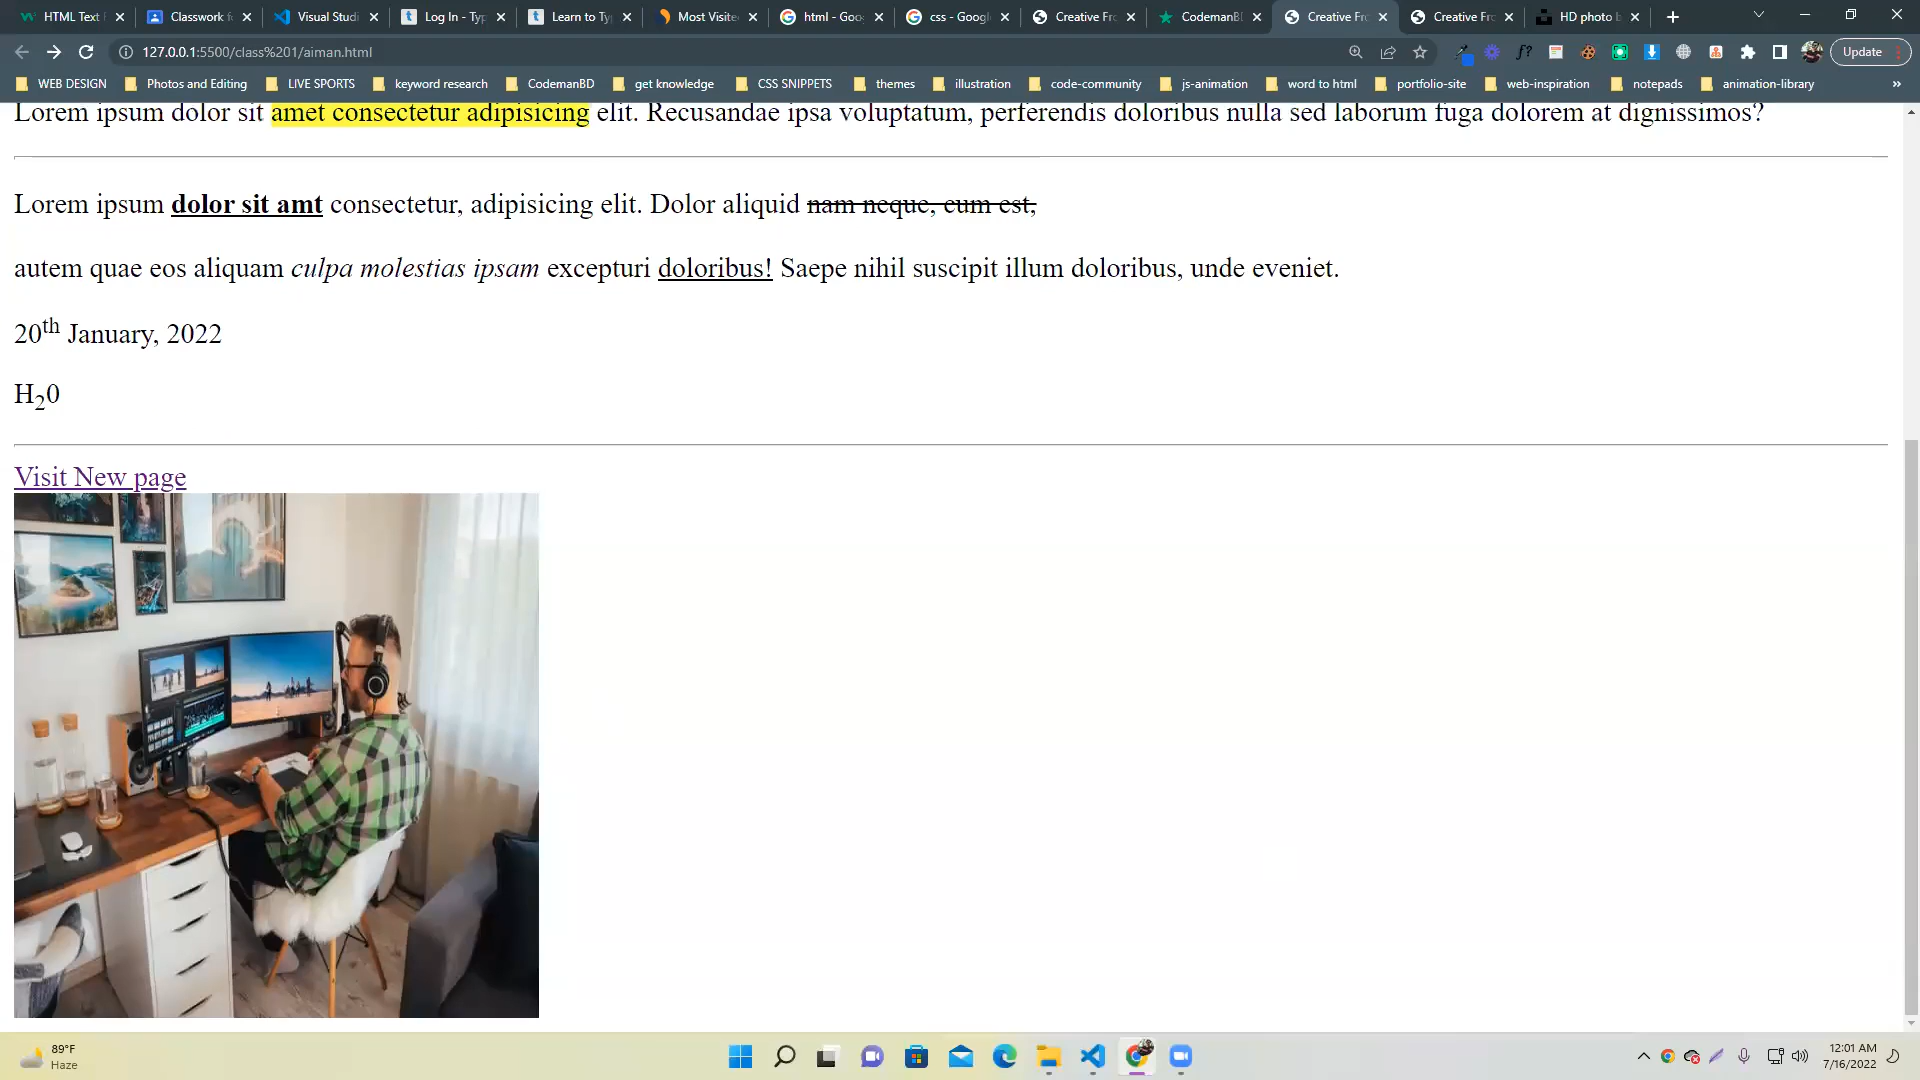 HTML Text F
Classwork fo
Visual Studi
Log In - Typ
Learn to Ty
Most Visite
html - Goo
css - Google
Creative Fro
CodemanBD
Creative Fro
Creative Fro
HD photo b
127.0.0.1:5500/class%201/aiman.html
Update
WEB DESIGN
Photos and Editing
LIVE SPORTS
keyword research
CodemanBD
get knowledge
CSS SNIPPETS
themes
illustration
code-community
js-animation
word to html
portfolio-site
web-inspiration
notepads
animation-library
»
Lorem ipsum dolor sit amet consectetur adipisicing elit. Recusandae ipsa voluptatum, perferendis doloribus nulla sed laborum fuga dolorem at dignissimos?
Lorem ipsum dolor sit amt consectetur, adipisicing elit. Dolor aliquid nam neque, cum est,
autem quae eos aliquam culpa molestias ipsam excepturi doloribus! Saepe nihil suscipit illum doloribus, unde eveniet.
20th January, 2022
H20
Visit New page
89°F
Haze
12:01 AM
7/16/2022